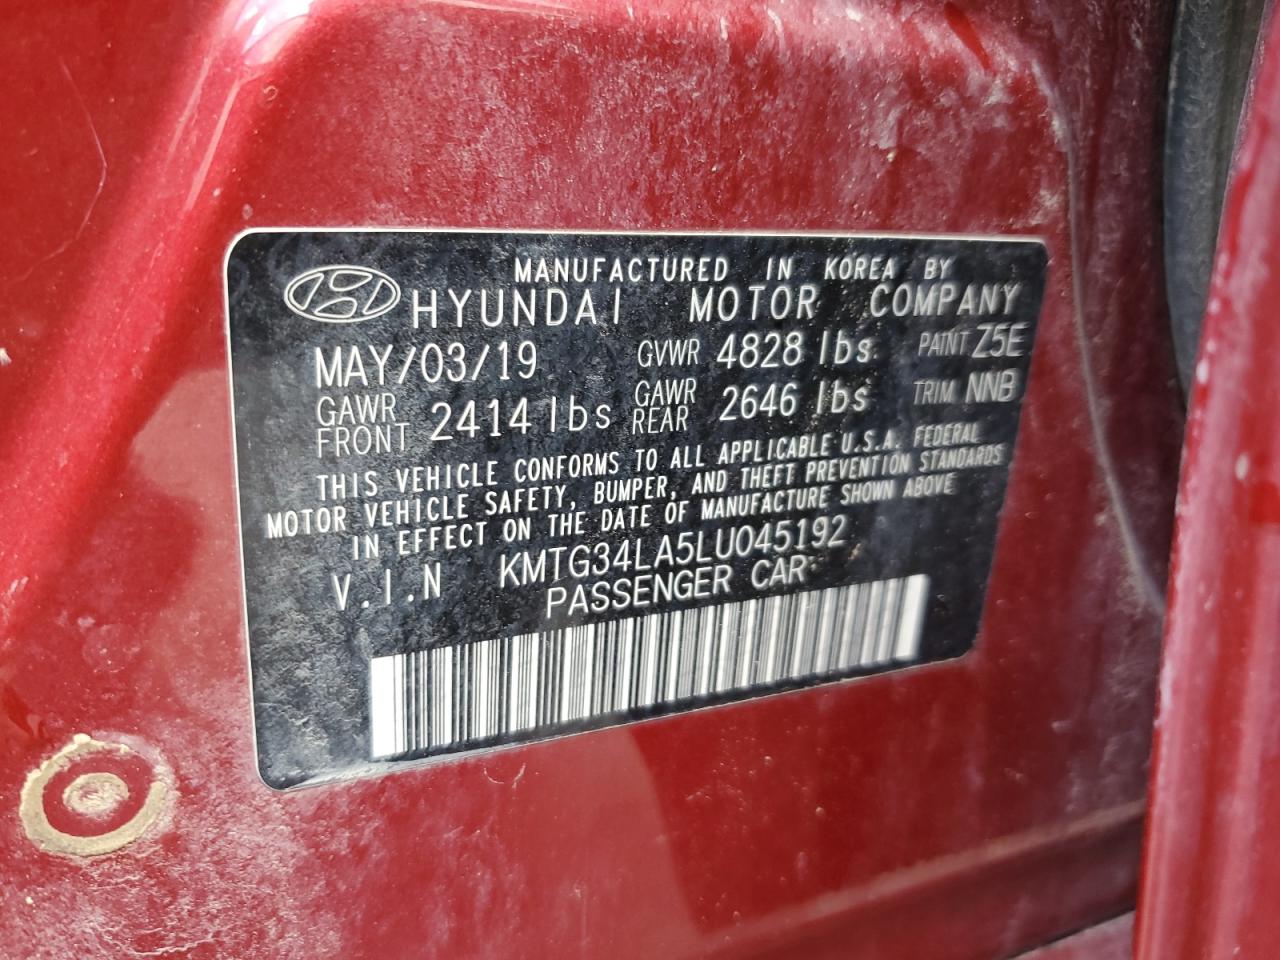 MANUFACTURED IN KOREA BY
HYUNDAI MOTOR COMPANY
MAY/03/19 GVWR 4828 lbs PAINT Z5E
GAWR FRONT 2414 lbs GAWR REAR 2646 lbs TRIM NNB
THIS VEHICLE CONFORMS TO ALL APPLICABLE U.S.A. FEDERAL
MOTOR VEHICLE SAFETY, BUMPER, AND THEFT PREVENTION STANDARDS
IN EFFECT ON THE DATE OF MANUFACTURE SHOWN ABOVE
V.I.N KMTG34LA5LU045192
PASSENGER CAR